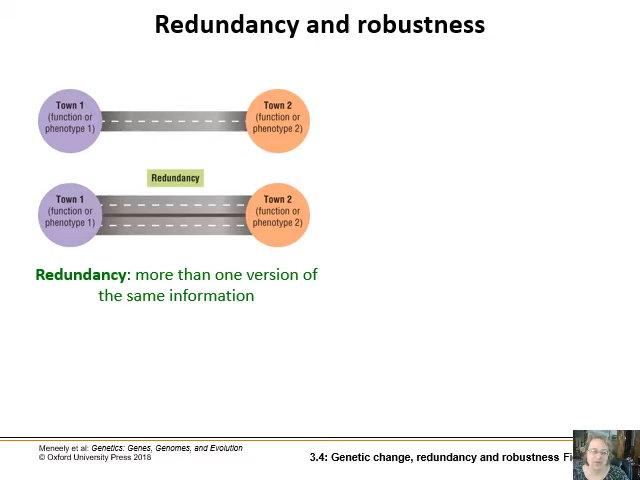 Redundancy and robustness
Town 1
(function or
phenotype 1)
Town 2
(function or
phenotype 2)
Redundancy
Town 1
(function or
phenotype 1)
Town 2
(function or
phenotype 2)
Redundancy: more than one version of
the same information
Meneely et al: Genetics: Genes, Genomes, and Evolution
© Oxford University Press 2018
3.4: Genetic change, redundancy and robustness